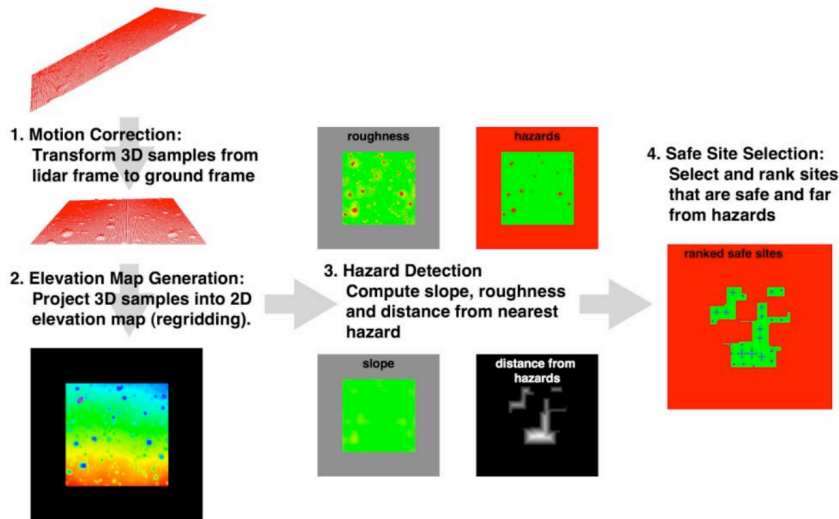 1. Motion Correction:
Transform 3D samples from
lidar frame to ground frame
2. Elevation Map Generation:
Project 3D samples into 2D
elevation map (regridding).
roughness
hazards
3. Hazard Detection
Compute slope, roughness
and distance from nearest
hazard
slope
distance from
hazards
4. Safe Site Selection:
Select and rank sites
that are safe and far
from hazards
ranked safe sites